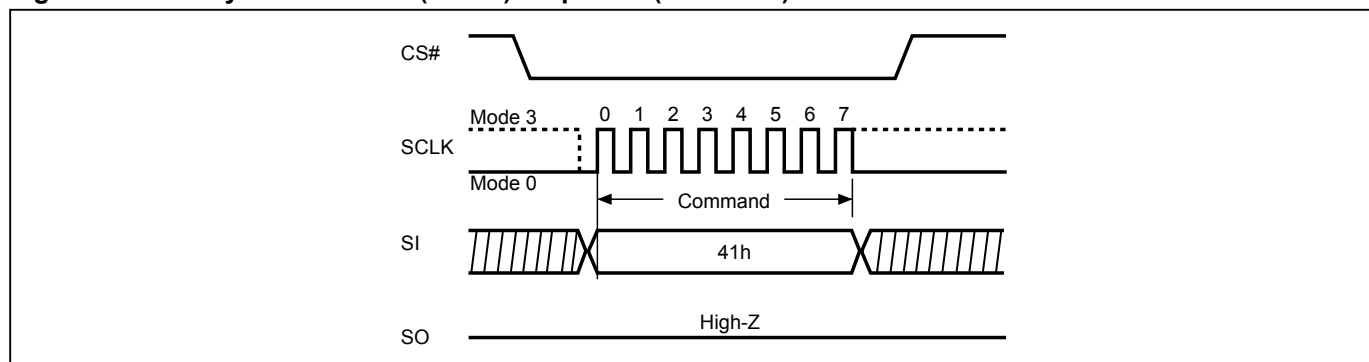 CS#
Mode 3
0 1 2 3 4 5 6 7
SCLK
Mode 0
Command
SI
41h
High-Z
SO